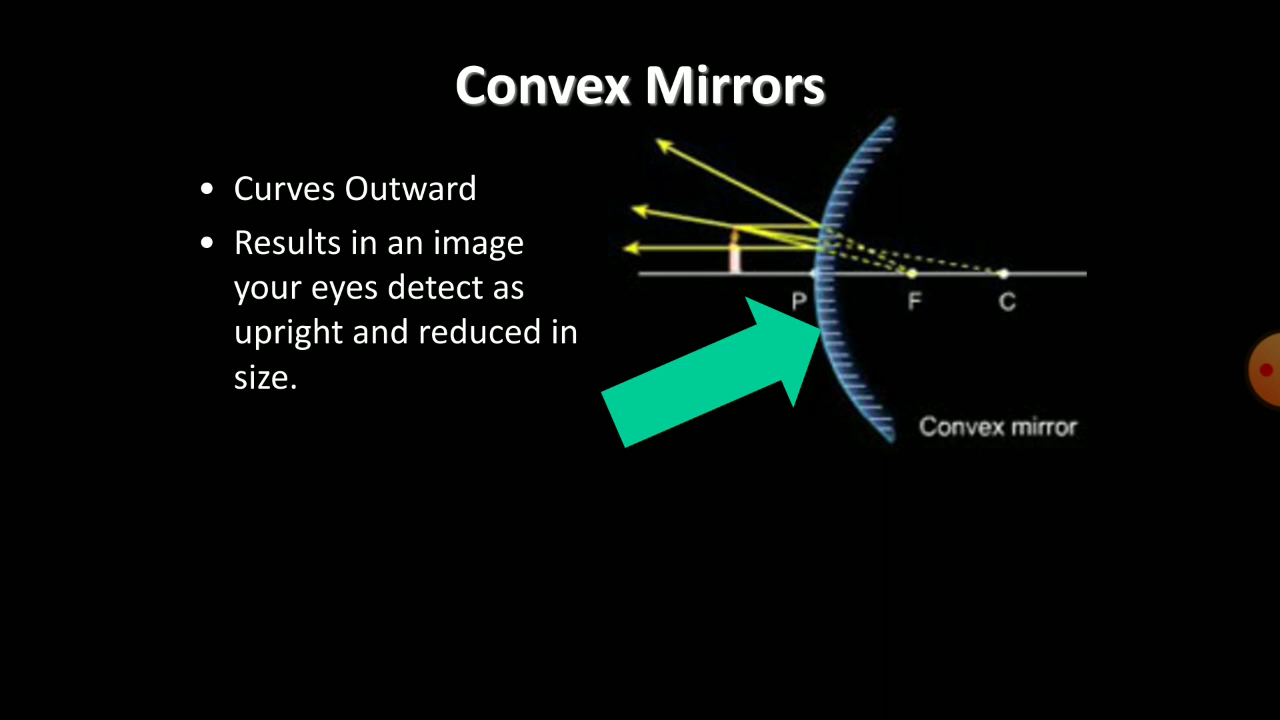 Convex Mirrors
• Curves Outward
• Results in an image
your eyes detect as
upright and reduced in
size.
P F C
Convex mirror